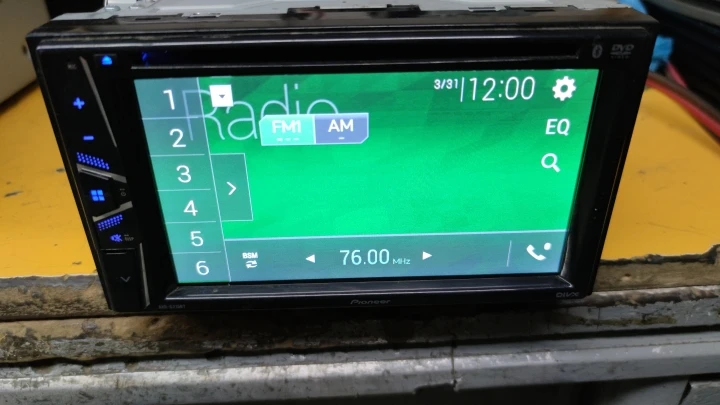 DVD
1
2
3
4
5
6
Radio
FM1
AM
3/31
12:00
EQ
BSM
76.00 MHz
Pioneer
DIVX